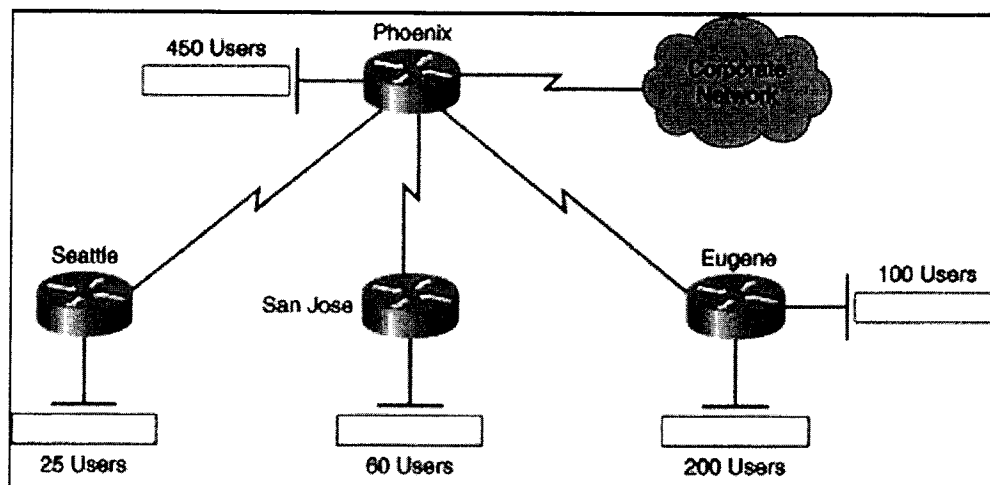 Phoenix
450 Users
Corporate
Network
Seattle
San Jose
Eugene
100 Users
25 Users
60 Users
200 Users